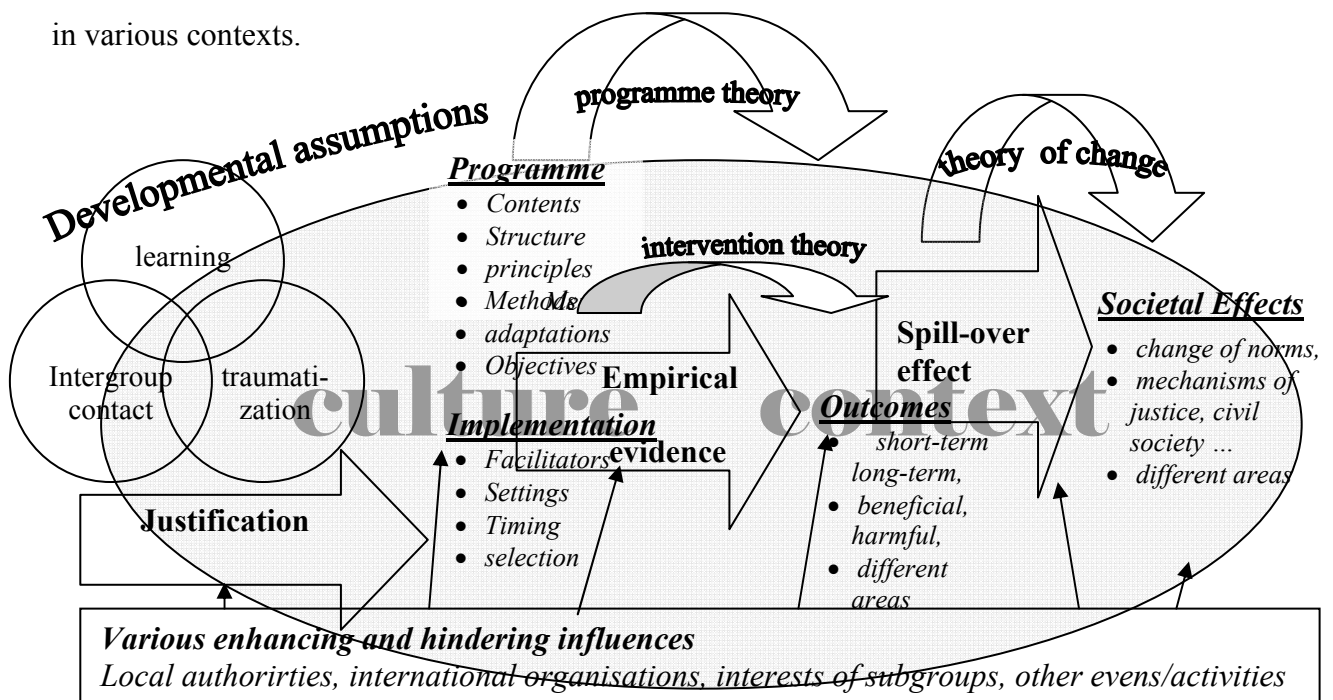 in various contexts.
programme theory
theory of change
Developmental assumptions
Programme
• Contents
• Structure
• principles
• Methods
• adaptations
• Objectives
intervention theory
learning
Intergroup
contact
traumati-
zation
culture context
Empirical
evidence
Spill-over
effect
Societal Effects
• change of norms,
• mechanisms of
justice, civil
society ...
• different areas
Implementation
• Facilitators
• Settings
• Timing
• selection
Outcomes
• short-term
long-term,
• beneficial,
harmful,
• different
areas
Justification
Various enhancing and hindering influences
Local authorirties, international organisations, interests of subgroups, other evens/activities